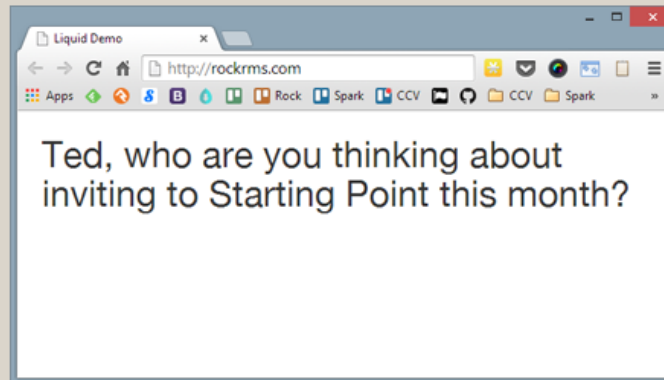 Liquid Demo
http://rockrms.com
Apps S B Rock Spark CCV CCV Spark »
Ted, who are you thinking about
inviting to Starting Point this month?